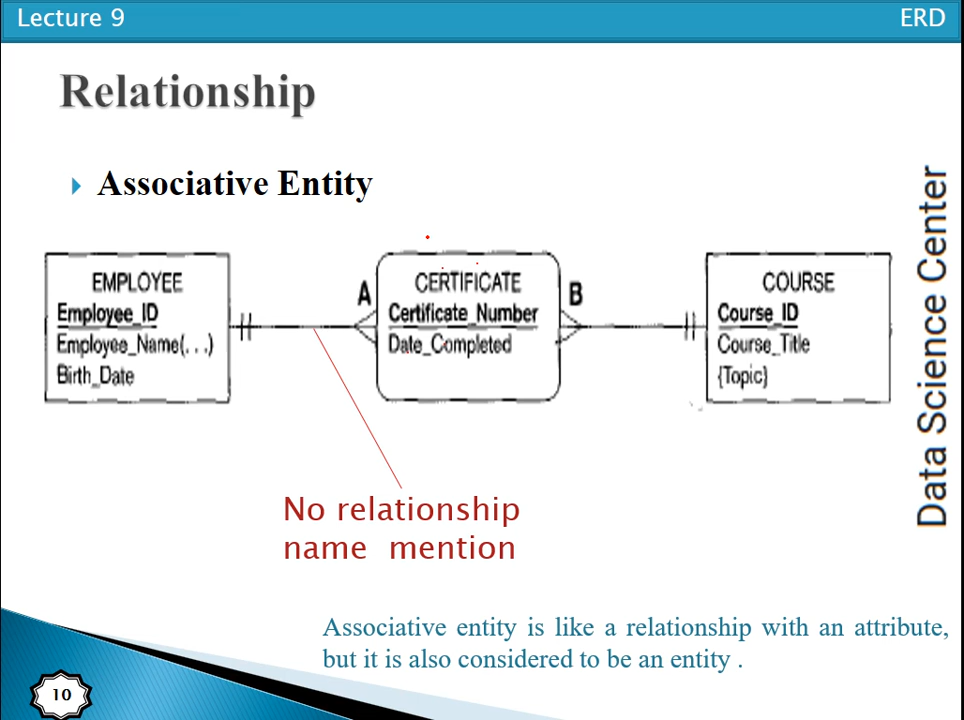 Lecture 9
ERD
Relationship
Associative Entity
EMPLOYEE
Employee_ID
Employee_Name(. . .)
Birth_Date
A
CERTIFICATE
Certificate_Number
Date_Completed
B
COURSE
Course_ID
Course_Title
{Topic}
Data Science Center
No relationship
name mention
Associative entity is like a relationship with an attribute,
but it is also considered to be an entity .
10